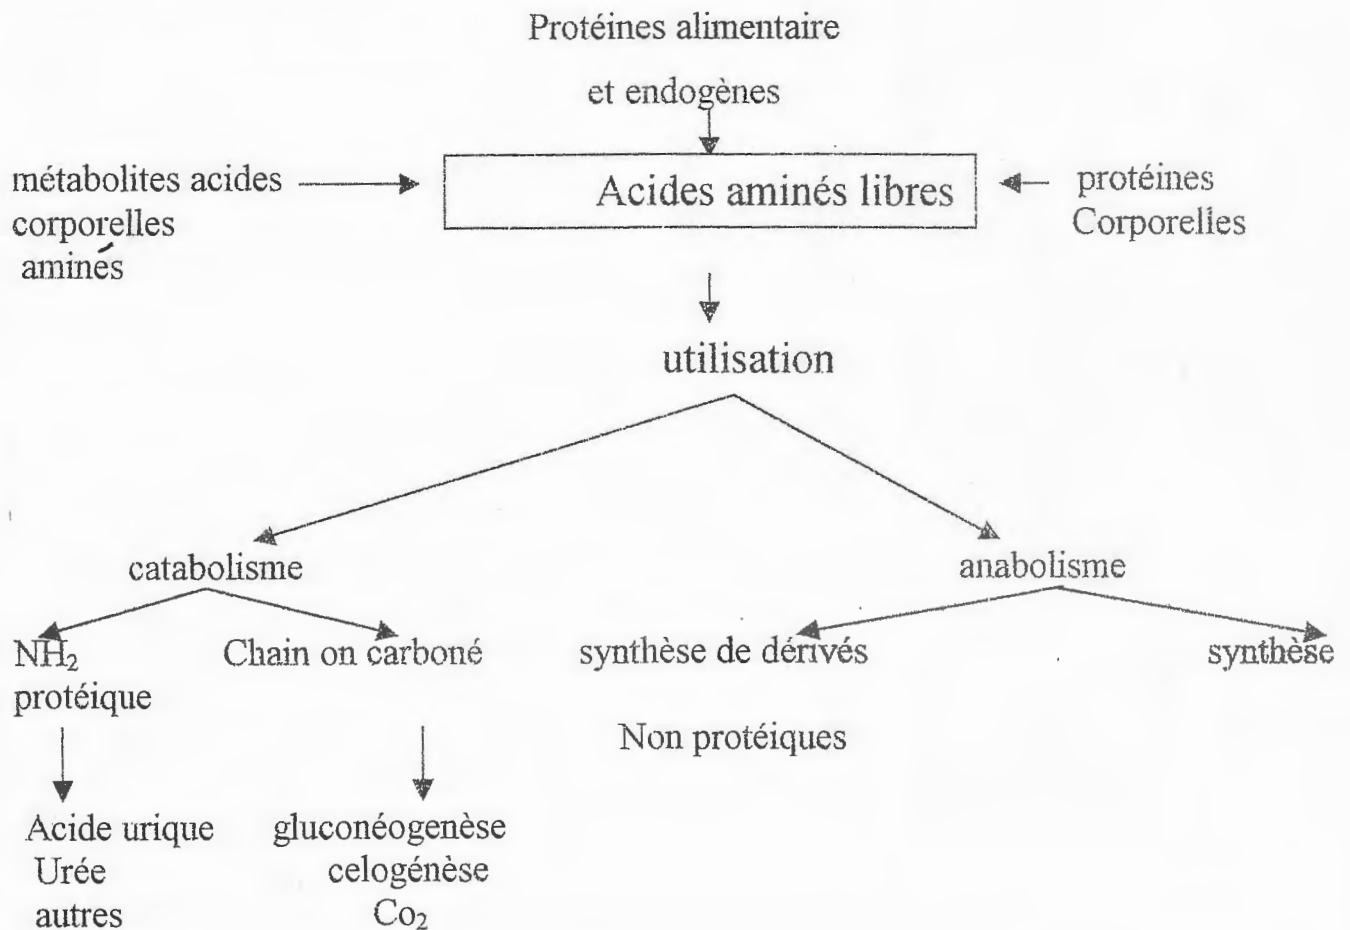 Protéines alimentaire
et endogènes
métabolites acides
corporelles
aminés
Acides aminés libres
protéines
Corporelles
utilisation
catabolisme
anabolisme
NH₂
protéique
Chain on carboné
synthèse de dérivés
Non protéiques
synthèse
Acide urique
Urée
autres
gluconéogenèse
celogénèse
Co₂